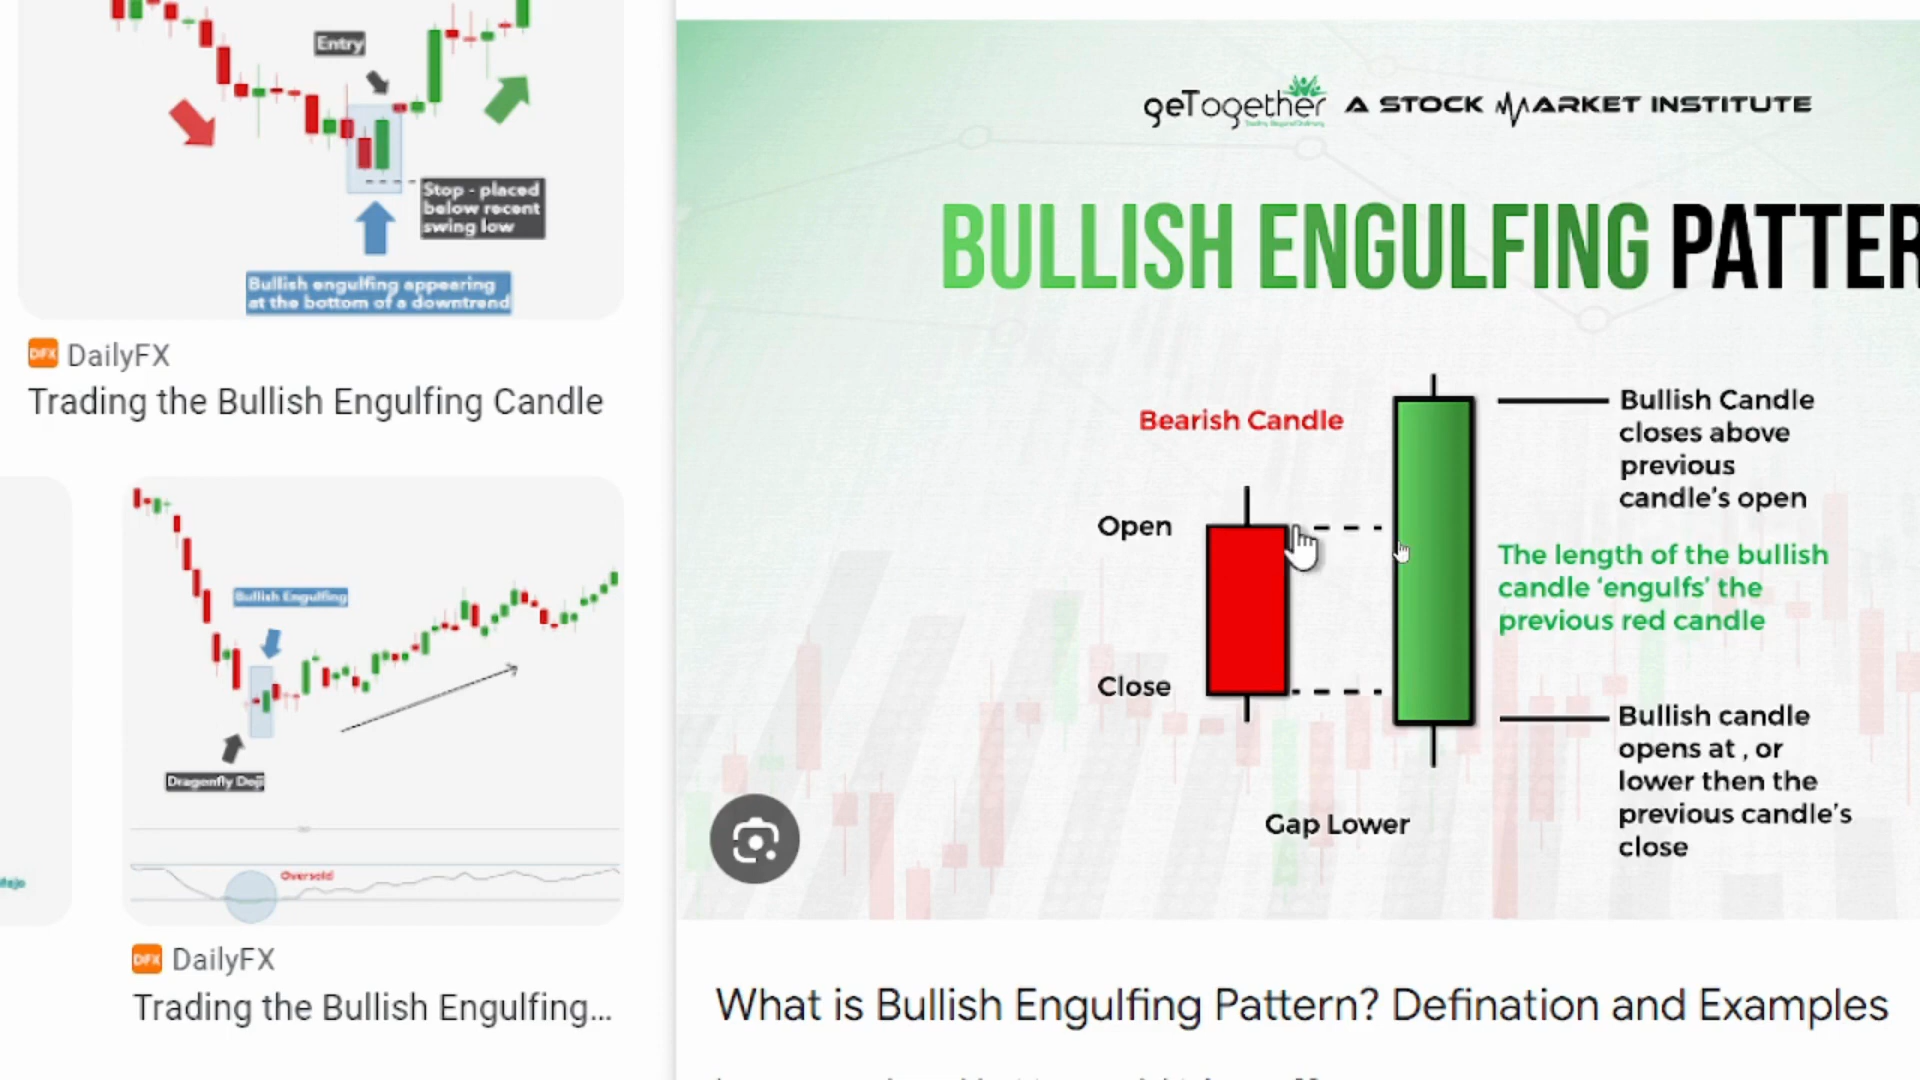 Entry
Stop - placed
below recent
swing low
Bullish engulfing appearing
at the bottom of a downtrend
DFX DailyFX
Trading the Bullish Engulfing Candle
Bullish Engulfing
Dragonfly Doji
Oversold
DFX DailyFX
Trading the Bullish Engulfing...
geTogether A STOCK MARKET INSTITUTE
BULLISH ENGULFING PATTER
Bearish Candle
Open
Close
Gap Lower
Bullish Candle
closes above
previous
candle's open
The length of the bullish
candle ‘engulfs’ the
previous red candle
Bullish candle
opens at , or
lower then the
previous candle's
close
What is Bullish Engulfing Pattern? Defination and Examples